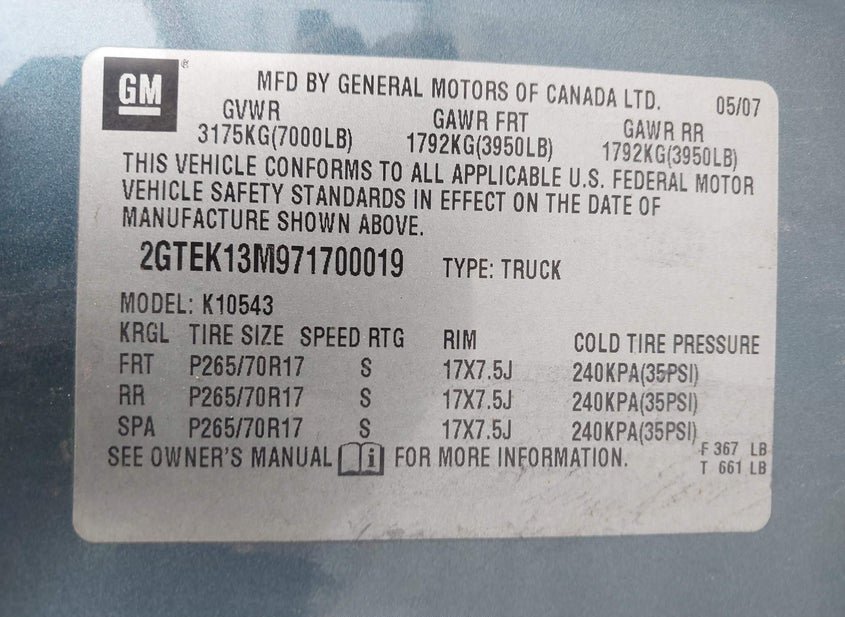 GM ®
MFD BY GENERAL MOTORS OF CANADA LTD. 05/07
GVWR GAWR FRT GAWR RR
3175KG(7000LB) 1792KG(3950LB) 1792KG(3950LB)
THIS VEHICLE CONFORMS TO ALL APPLICABLE U.S. FEDERAL MOTOR
VEHICLE SAFETY STANDARDS IN EFFECT ON THE DATE OF
MANUFACTURE SHOWN ABOVE.
2GTEK13M971700019 TYPE: TRUCK
MODEL: K10543
KRGL TIRE SIZE SPEED RTG RIM COLD TIRE PRESSURE
FRT P265/70R17 S 17X7.5J 240KPA(35PSI)
RR P265/70R17 S 17X7.5J 240KPA(35PSI)
SPA P265/70R17 S 17X7.5J 240KPA(35PSI)
SEE OWNER'S MANUAL i FOR MORE INFORMATION. F 367 LB
T 661 LB